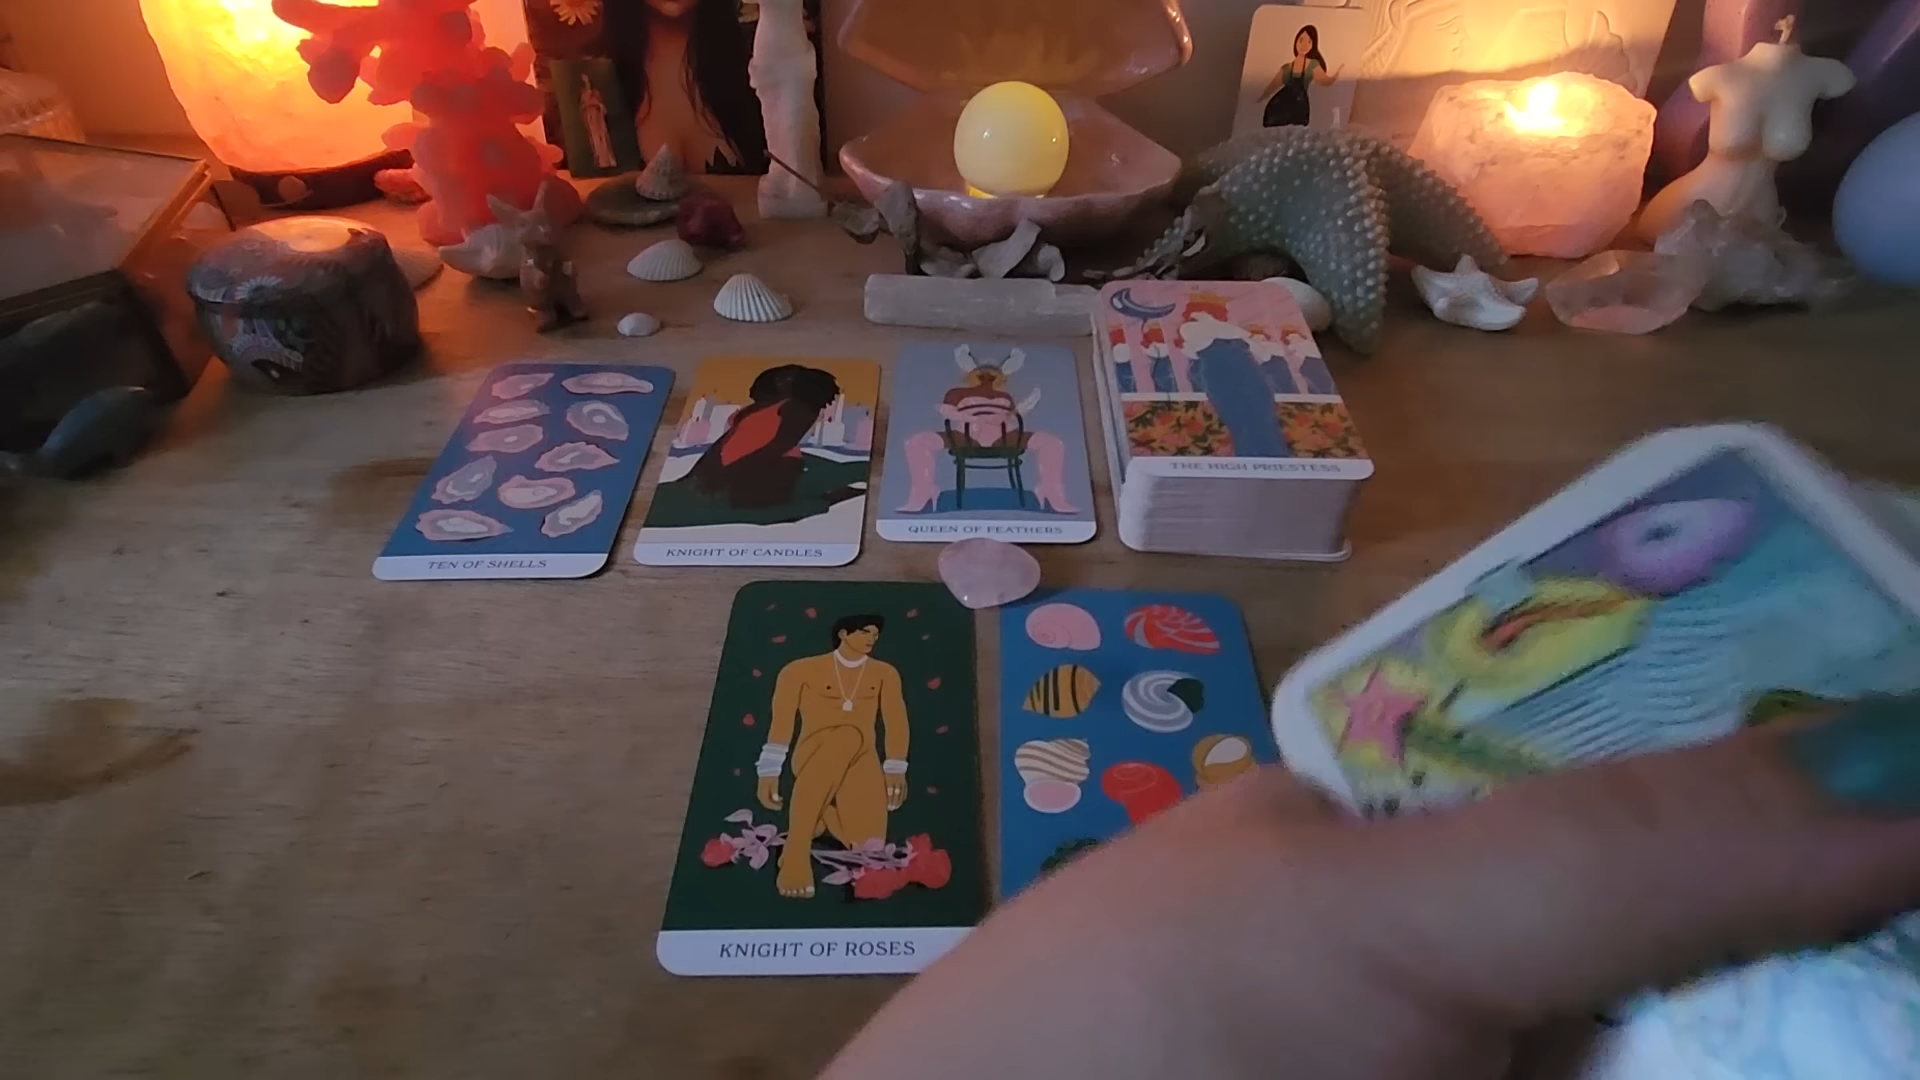 THE HIGH PRIESTESS
QUEEN OF FEATHERS
KNIGHT OF CANDLES
TEN OF SHELLS
KNIGHT OF ROSES